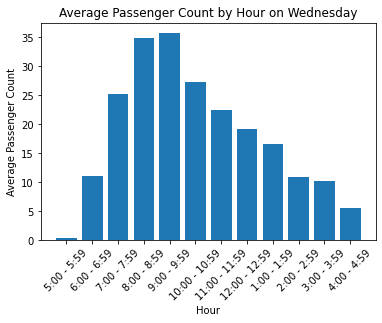 Average Passenger Count by Hour on Wednesday
Average Passenger Count
35
30
25
20
15
10
5
0
5:00 - 5:59
6:00 - 6:59
7:00 - 7:59
8:00 - 8:59
9:00 - 9:59
10:00 - 10:59
11:00 - 11:59
12:00 - 12:59
1:00 - 1:59
2:00 - 2:59
3:00 - 3:59
4:00 - 4:59
Hour